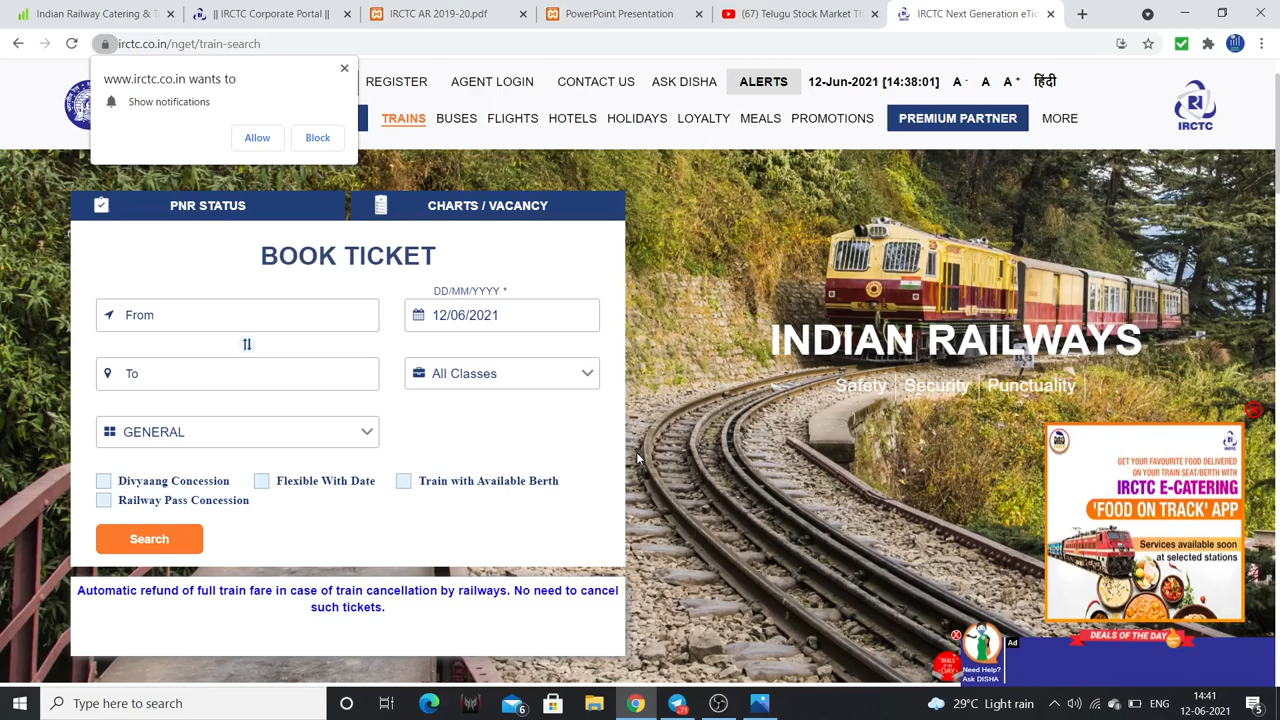 Indian Railway Catering & T
|| IRCTC Corporate Portal ||
IRCTC AR 2019-20.pdf
PowerPoint Presentation
(67) Telugu Stock Market Th
IRCTC Next Generation eTic
irctc.co.in/nget/train-search
www.irctc.co.in wants to
Show notifications
Allow
Block
REGISTER
AGENT LOGIN
CONTACT US
ASK DISHA
ALERTS
12-Jun-2021 [14:38:01]
A -
A
A +
हिंदी
TRAINS
BUSES
FLIGHTS
HOTELS
HOLIDAYS
LOYALTY
MEALS
PROMOTIONS
PREMIUM PARTNER
MORE
IRCTC
PNR STATUS
CHARTS / VACANCY
BOOK TICKET
DD/MM/YYYY *
From
12/06/2021
To
All Classes
GENERAL
Divyaang Concession
Flexible With Date
Train with Available Berth
Railway Pass Concession
Search
Automatic refund of full train fare in case of train cancellation by railways. No need to cancel
such tickets.
INDIAN RAILWAYS
Safety | Security | Punctuality |
GET YOUR FAVOURITE FOOD DELIVERED
ON YOUR TRAIN SEAT/BERTH WITH
IRCTC E-CATERING
'FOOD ON TRACK' APP
Services available soon
at selected stations
DEALS OF THE DAY
Ad
Need Help?
Ask DISHA
Type here to search
6
29°C Light rain
ENG
14:41
12-06-2021
5